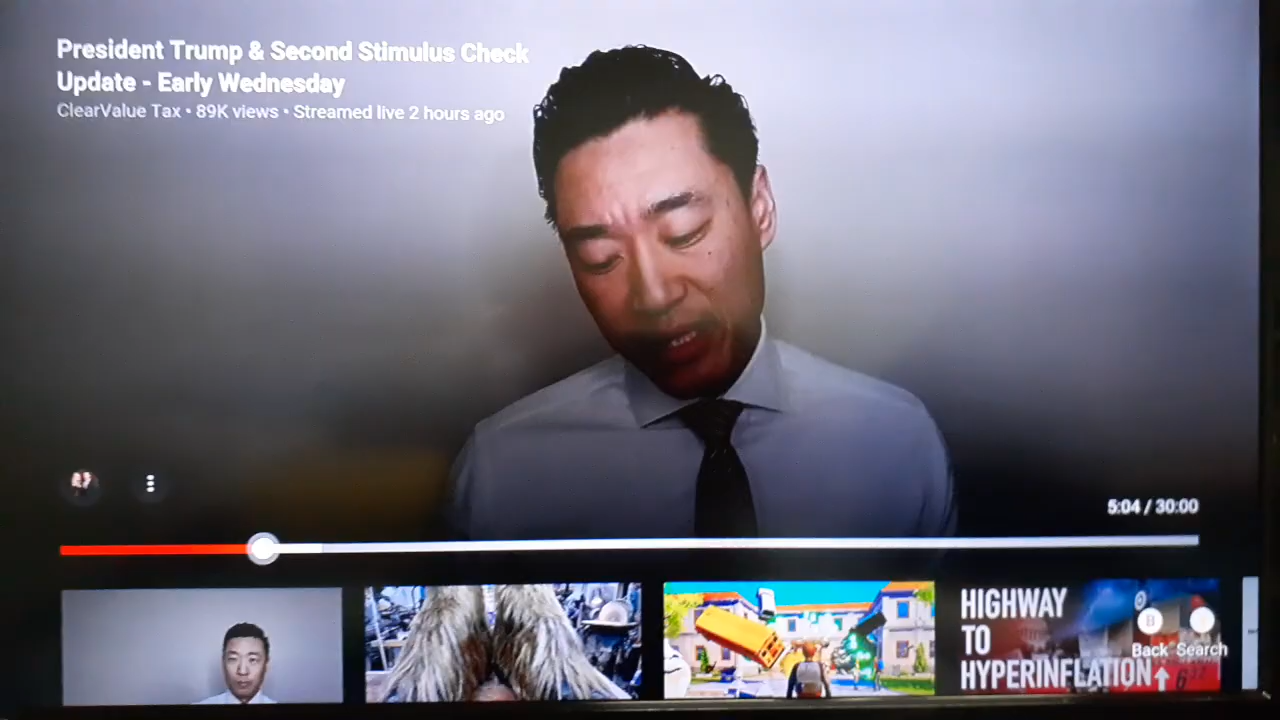 President Trump & Second Stimulus Check
Update - Early Wednesday
ClearValue Tax • 89K views • Streamed live 2 hours ago
5:04 / 30:00
HIGHWAY
TO
HYPERINFLATION
B
Back Search